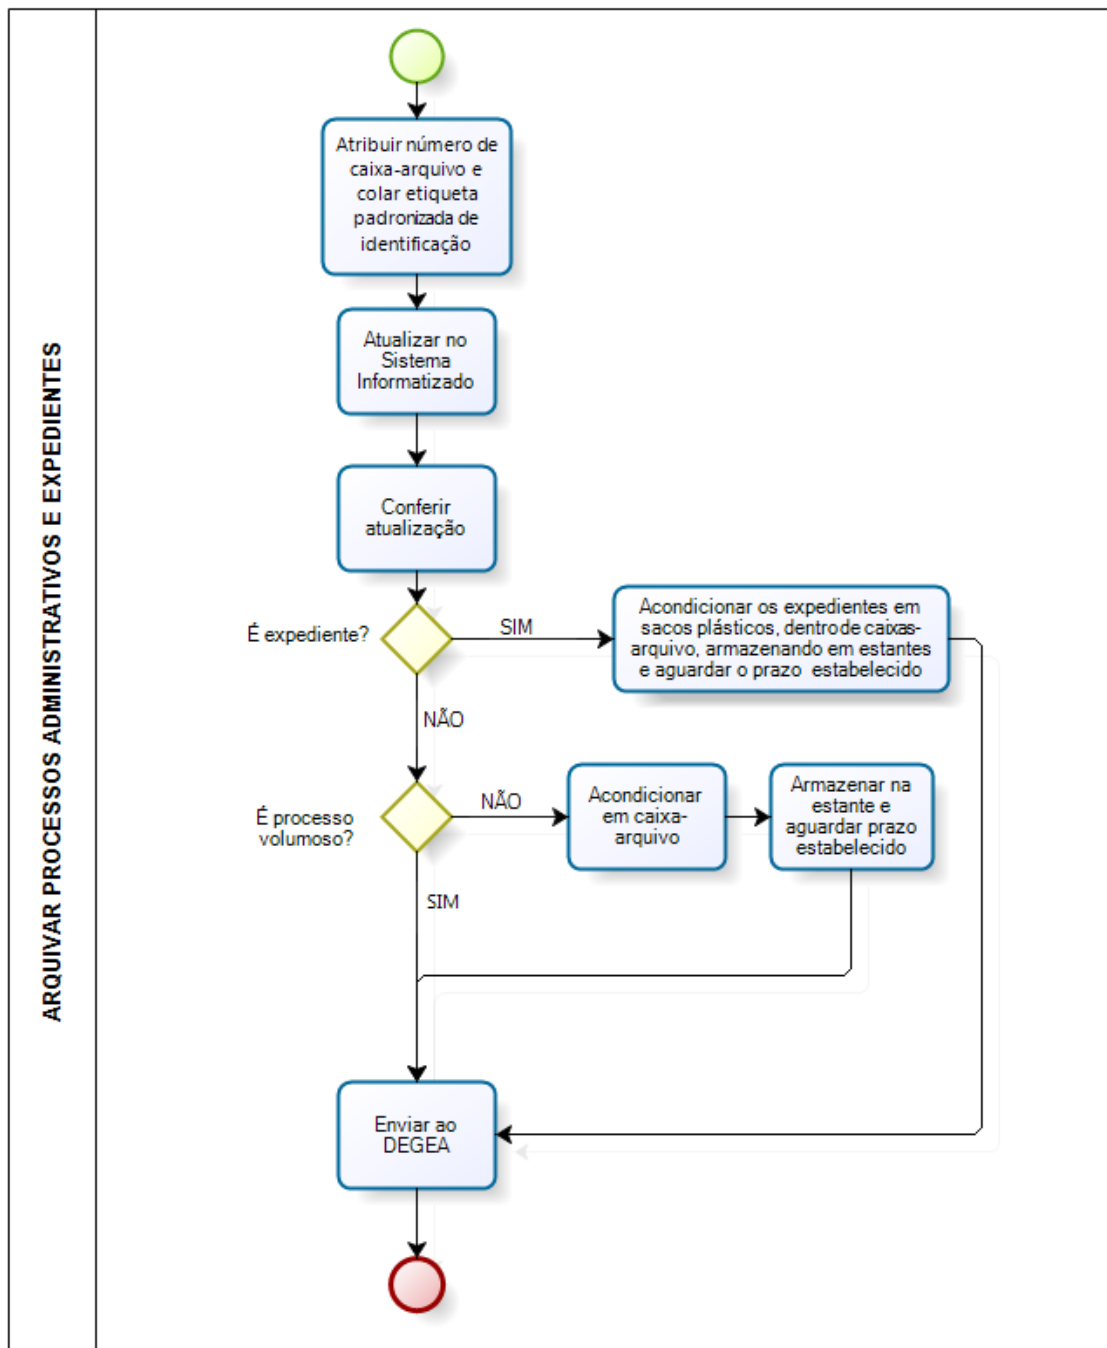 ARQUIVAR PROCESSOS ADMINISTRATIVOS E EXPEDIENTES
Atribuir número de
caixa-arquivo e
colar etiqueta
padronizada de
identificação
Atualizar no
Sistema
Informatizado
Conferir
atualização
É expediente?
SIM
Acondicionar os expedientes em
sacos plásticos, dentro de caixas-
arquivo, armazenando em estantes
e aguardar o prazo estabelecido
NÃO
É processo
volumoso?
NÃO
Acondicionar
em caixa-
arquivo
Armazenar na
estante e
aguardar prazo
estabelecido
SIM
Enviar ao
DEGEA